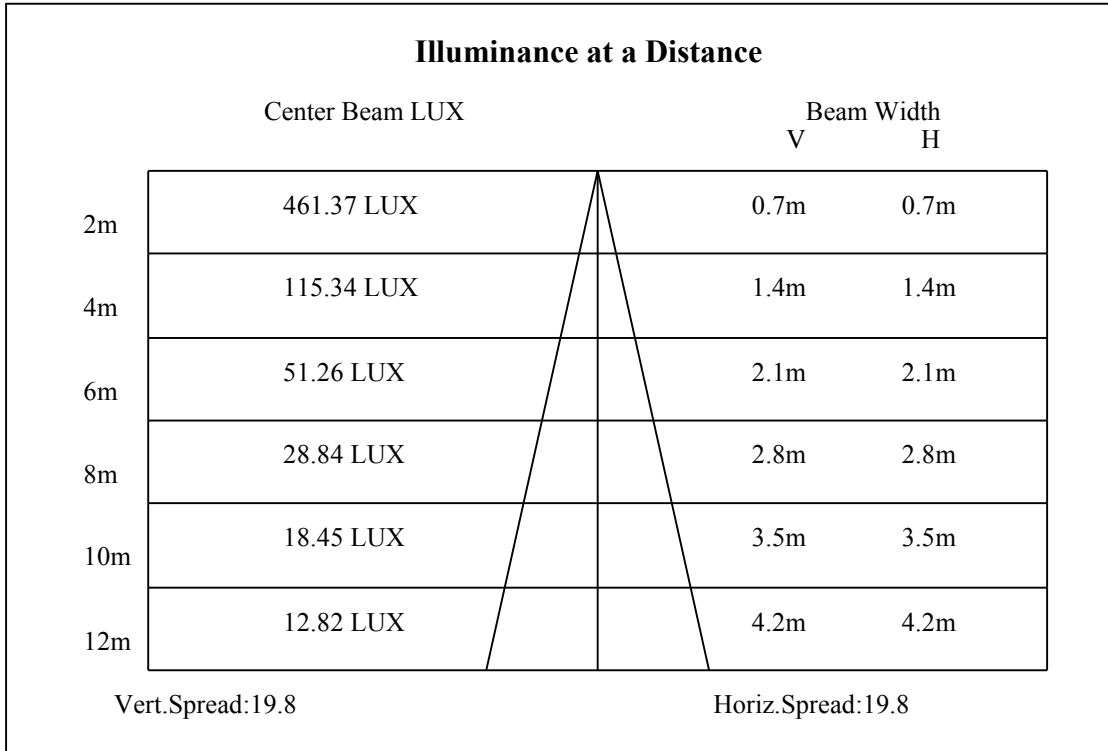 Illuminance at a Distance
Center Beam LUX Beam Width
V H
2m 461.37 LUX 0.7m 0.7m
4m 115.34 LUX 1.4m 1.4m
6m 51.26 LUX 2.1m 2.1m
8m 28.84 LUX 2.8m 2.8m
10m 18.45 LUX 3.5m 3.5m
12m 12.82 LUX 4.2m 4.2m
Vert.Spread:19.8 Horiz.Spread:19.8